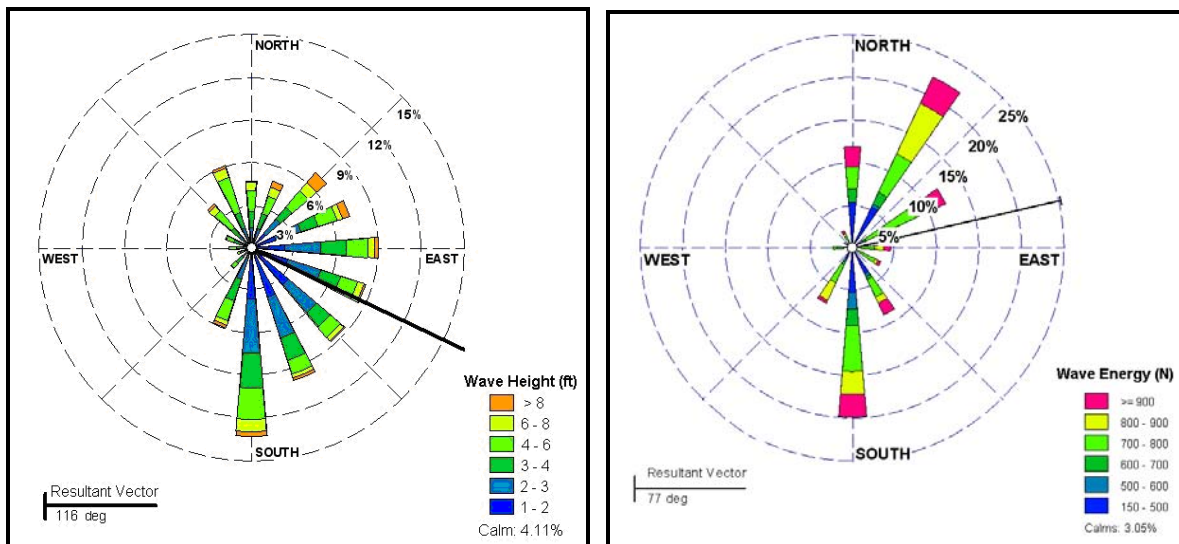 NORTH
15%
12%
9%
6%
3%
WEST
EAST
SOUTH
Wave Height (ft)
> 8
6 - 8
4 - 6
3 - 4
2 - 3
1 - 2
Resultant Vector
116 deg
Calm: 4.11%
NORTH
25%
20%
15%
10%
5%
WEST
EAST
SOUTH
Wave Energy (N)
>= 900
800 - 900
700 - 800
600 - 700
500 - 600
150 - 500
Resultant Vector
77 deg
Calms: 3.05%